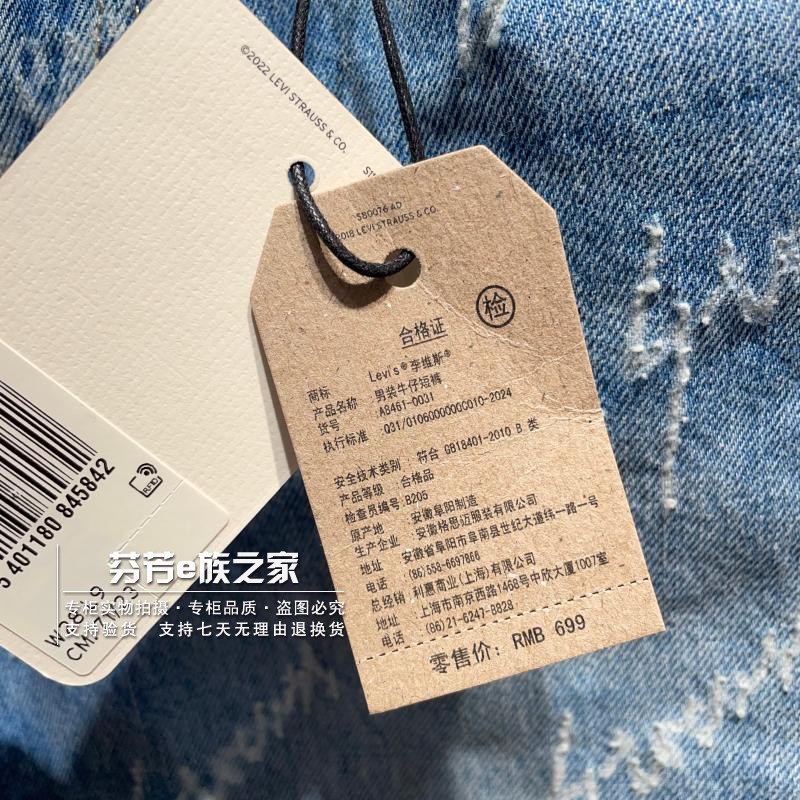 ©2022 LEVI STRAUSS & CO.
SB0076 AD
2018 LEVI STRAUSS & CO.
检
合格证
商标 Levi's®李维斯®
产品名称 男装牛仔短裤
货号 :A8461-0031
执行标准 :Q31/0106000000C010-2024
安全技术类别 : 符合 GB18401-2010 B 类
产品等级 合格品
检查员编号:B205
原产地 : 安徽阜阳制造
生产企业 : 安徽格思迈服装有限公司
地址 安徽省阜阳市阜南县世纪大道纬一路一号
电话 :(86)558-6697866
总经销 利惠商业(上海)有限公司
地址 :上海市南京西路1468号中欣大厦1007室
电话 :(86)21-6247-8828
零售价: RMB 699
RFID
5 401180 845842
芬芳e族之家
专柜实物拍摄·专柜品质·盗图必究
支持验货 支持七天无理由退换货